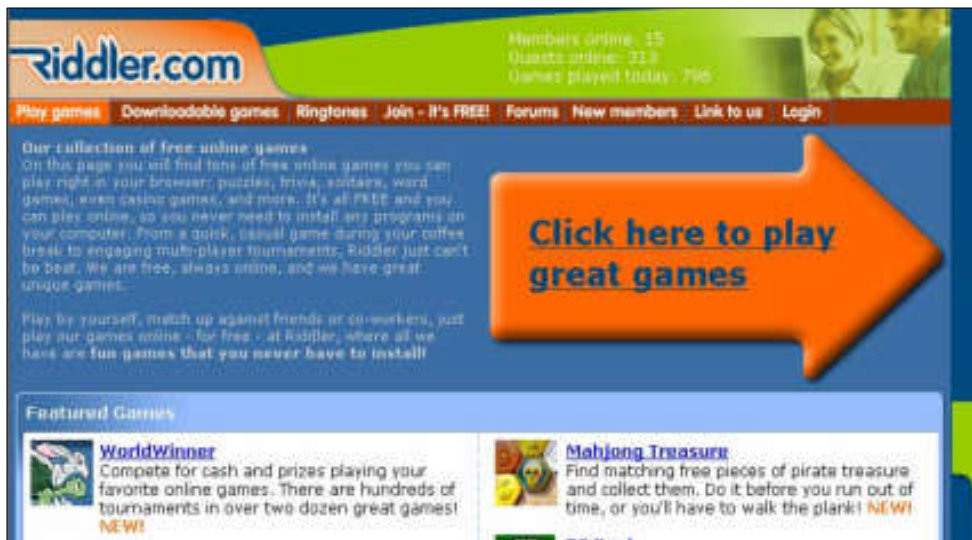 Riddler.com
Members online: 15
Guests online: 313
Games played today: 796
Play games Downloadable games Ringtones Join - it's FREE! Forums New members Link to us Login
Our collection of free online games
On this page you will find tons of free online games you can
play right in your browser: puzzles, trivia, solitaire, word
games, even casino games, and more. It's all FREE and you
can play online, so you never need to install any programs on
your computer. From a quick, casual game during your coffee
break to engaging multi-player tournaments, Riddler just can't
be beat. We are free, always online, and we have great
unique games.
Play by yourself, match up against friends or co-workers, just
play our games online - for free - at Riddler, where all we
have are fun games that you never have to install!
Click here to play
great games
Featured Games
WorldWinner
Compete for cash and prizes playing your
favorite online games. There are hundreds of
tournaments in over two dozen great games!
NEW!
Mahjong Treasure
Find matching free pieces of pirate treasure
and collect them. Do it before you run out of
time, or you'll have to walk the plank! NEW!